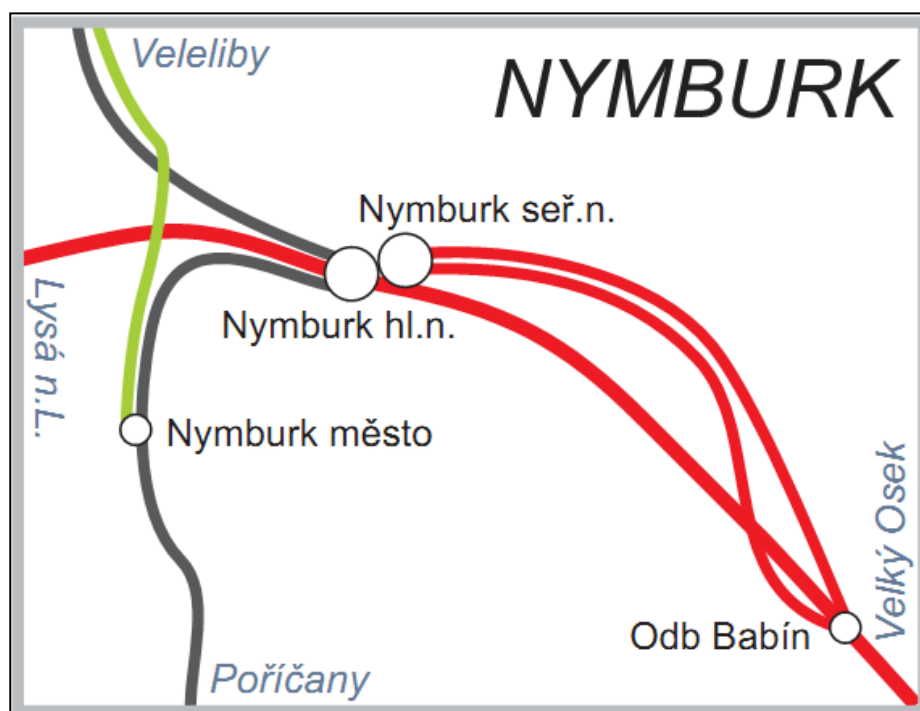 Veleliby
NYMBURK
Nymburk seř.n.
Lysá n.L.
Nymburk hl.n.
Nymburk město
Velký Osek
Odb Babín
Poříčany